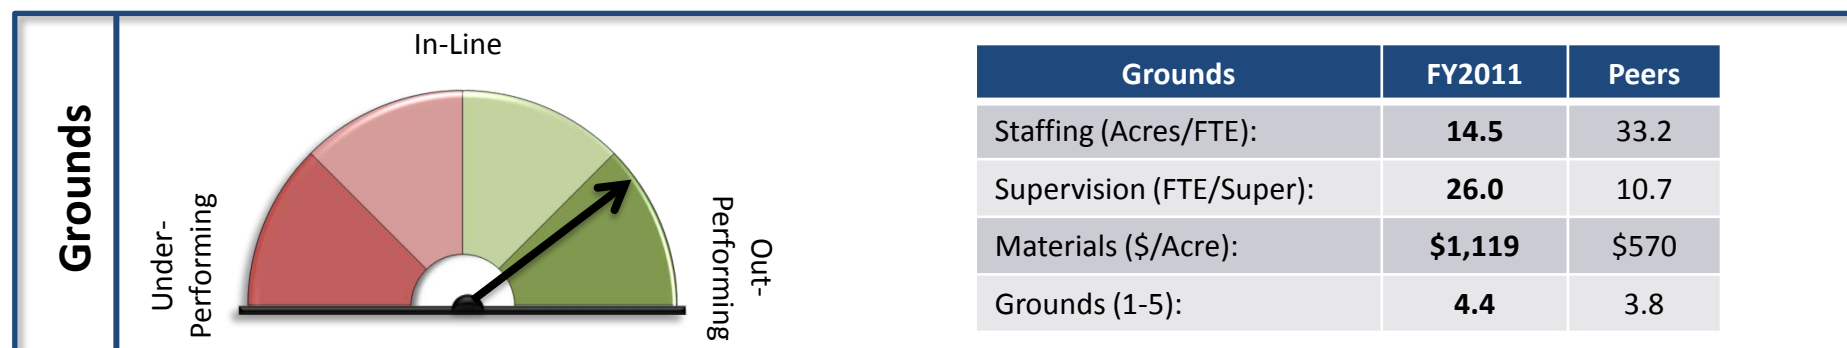 Grounds
In-Line
Under-
Performing
Out-
Performing
Grounds FY2011 Peers
Staffing (Acres/FTE): 14.5 33.2
Supervision (FTE/Super): 26.0 10.7
Materials ($/Acre): $1,119 $570
Grounds (1-5): 4.4 3.8